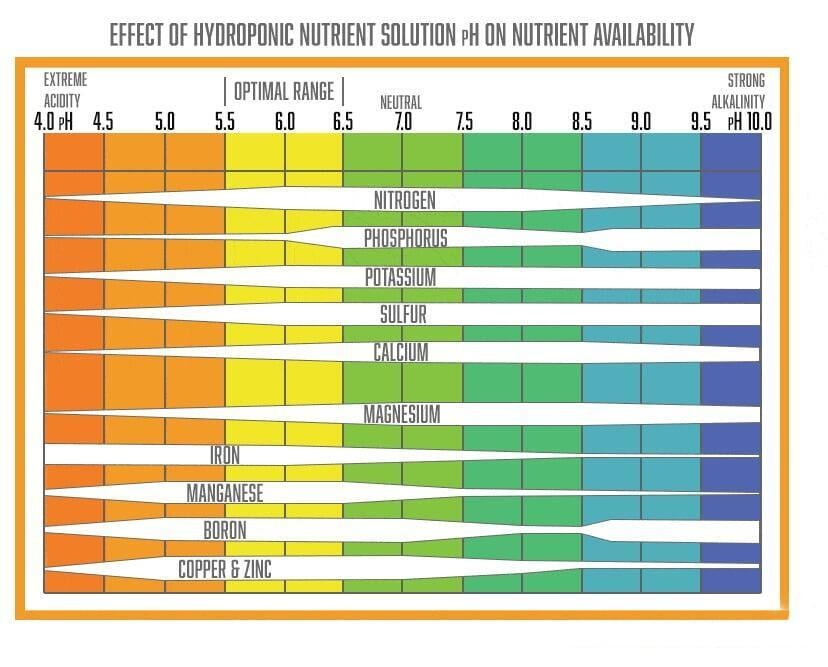 EFFECT OF HYDROPONIC NUTRIENT SOLUTION pH ON NUTRIENT AVAILABILITY
EXTREME
ACIDITY
OPTIMAL RANGE
NEUTRAL
STRONG
ALKALINITY
4.0 pH 4.5 5.0 5.5 6.0 6.5 7.0 7.5 8.0 8.5 9.0 9.5 pH 10.0
NITROGEN
PHOSPHORUS
POTASSIUM
SULFUR
CALCIUM
MAGNESIUM
IRON
MANGANESE
BORON
COPPER & ZINC